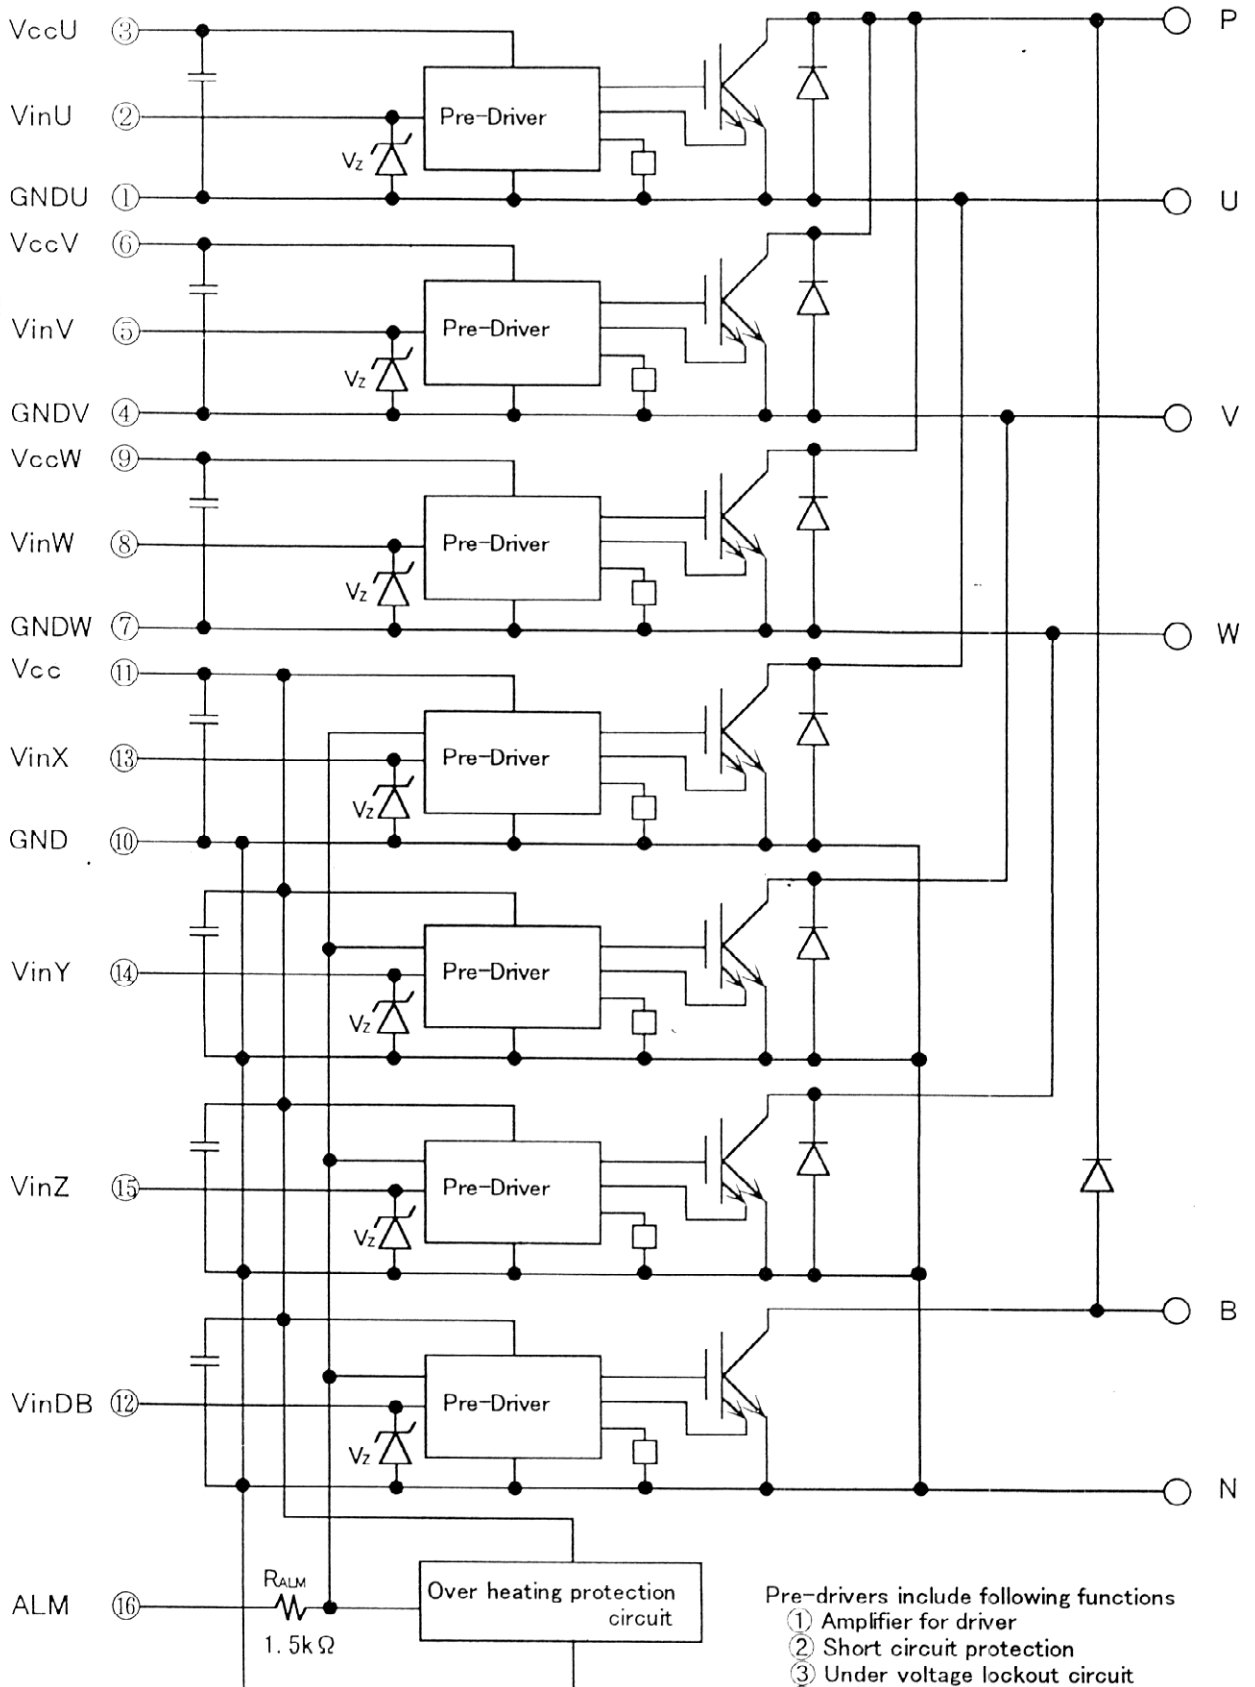 VccU ③ P
VinU ② Pre-Driver
Vz
GNDU ① U
VccV ⑥
VinV ⑤ Pre-Driver
Vz
GNDV ④ V
VccW ⑨
VinW ⑧ Pre-Driver
Vz
GNDW ⑦ W
Vcc ⑪
VinX ⑬ Pre-Driver
Vz
GND ⑩
VinY ⑭ Pre-Driver
Vz
VinZ ⑮ Pre-Driver
Vz
B
VinDB ⑫ Pre-Driver
Vz
N
RALM
ALM ⑯
1.5kΩ
Over heating protection
circuit
Pre-drivers include following functions
① Amplifier for driver
② Short circuit protection
③ Under voltage lockout circuit